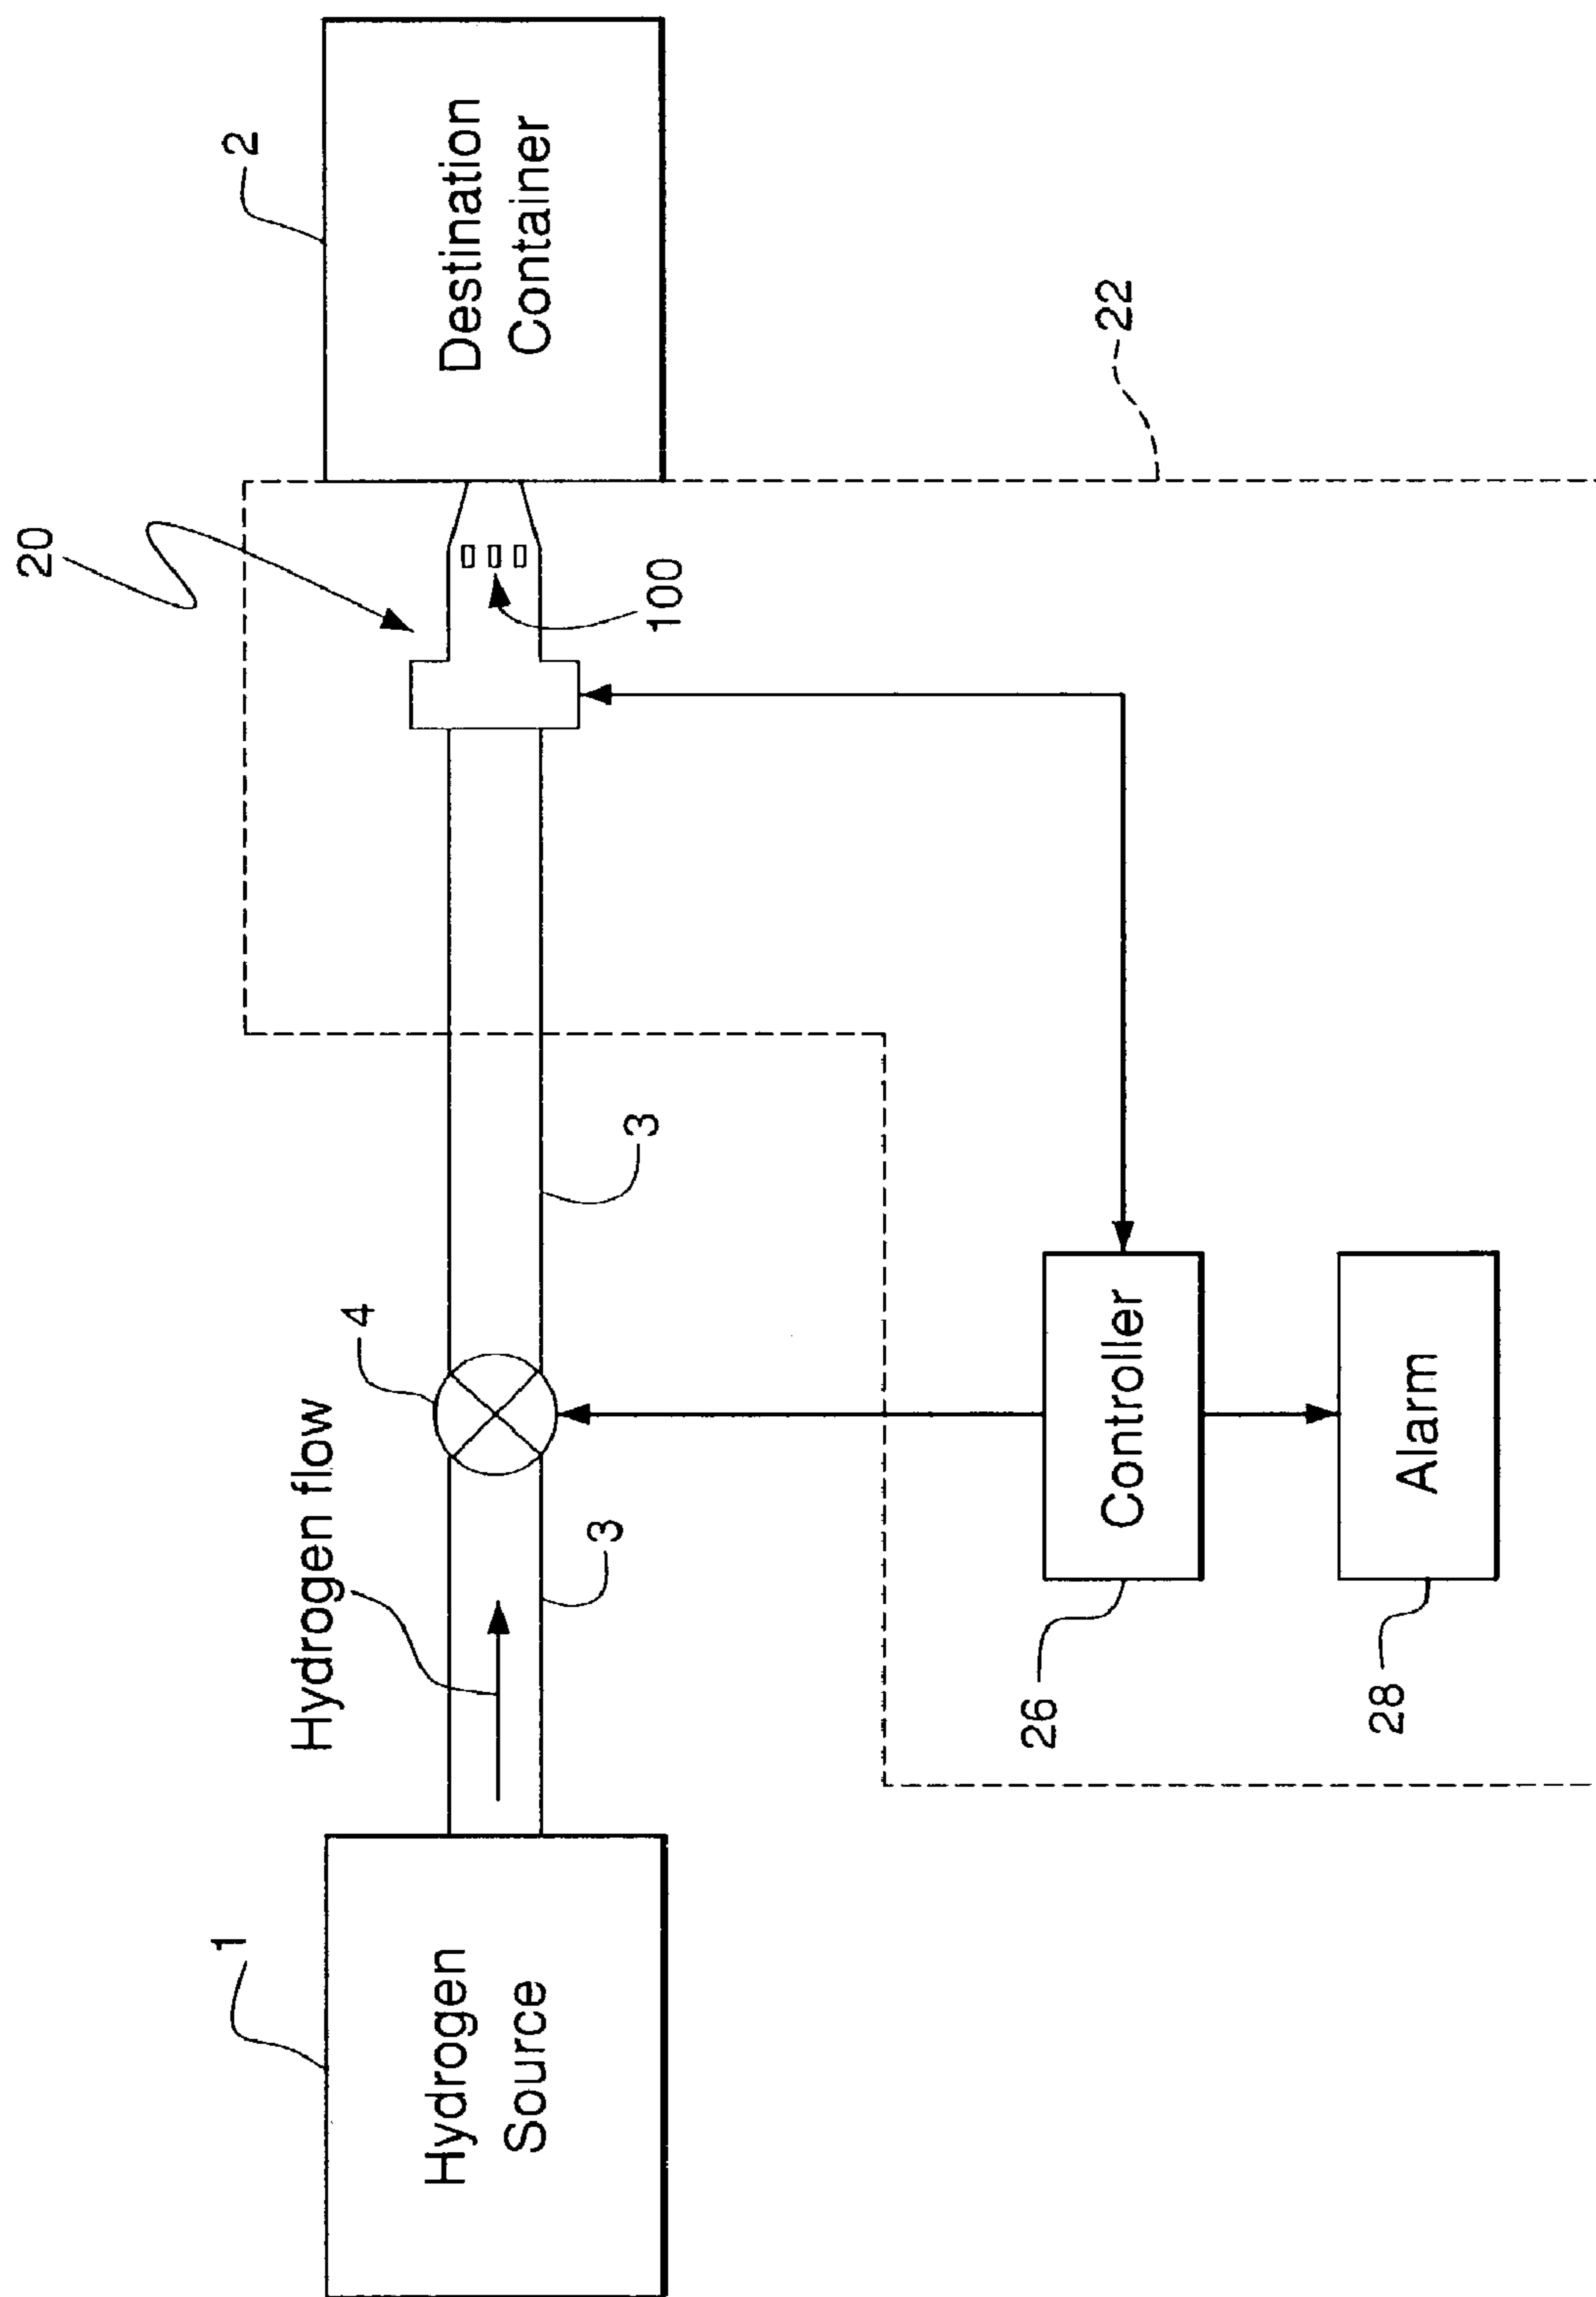 20
2
Destination
Container
100
22
Hydrogen flow
4
3
3
1
Hydrogen
Source
Controller
26
Alarm
28